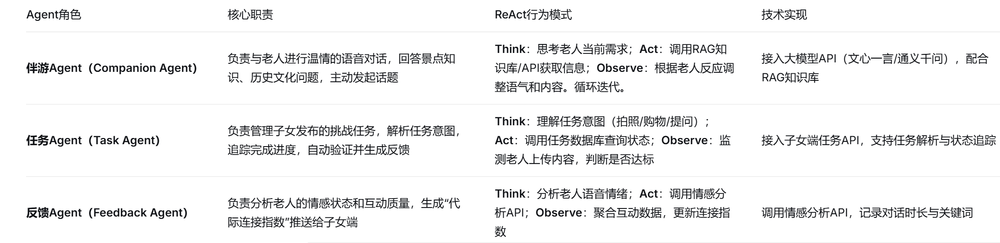 Agent角色
核心职责
ReAct行为模式
技术实现
伴游Agent（Companion Agent）
负责与老人进行温情的语音对话，回答景点知
识、历史文化问题，主动发起话题
Think：思考老人当前需求；Act：调用RAG知
识库/API获取信息；Observe：根据老人反应调
整语气和内容。循环迭代。
接入大模型API（文心一言/通义千问），配合
RAG知识库
任务Agent（Task Agent）
负责管理子女发布的挑战任务，解析任务意图，
追踪完成进度，自动验证并生成反馈
Think：理解任务意图（拍照/购物/提问）；
Act：调用任务数据库查询状态；Observe：监
测老人上传内容，判断是否达标
接入子女端任务API，支持任务解析与状态追踪
反馈Agent（Feedback Agent）
负责分析老人的情感状态和互动质量，生成“代
际连接指数”推送给子女端
Think：分析老人语音情绪；Act：调用情感分
析API；Observe：聚合互动数据，更新连接指
数
调用情感分析API，记录对话时长与关键词